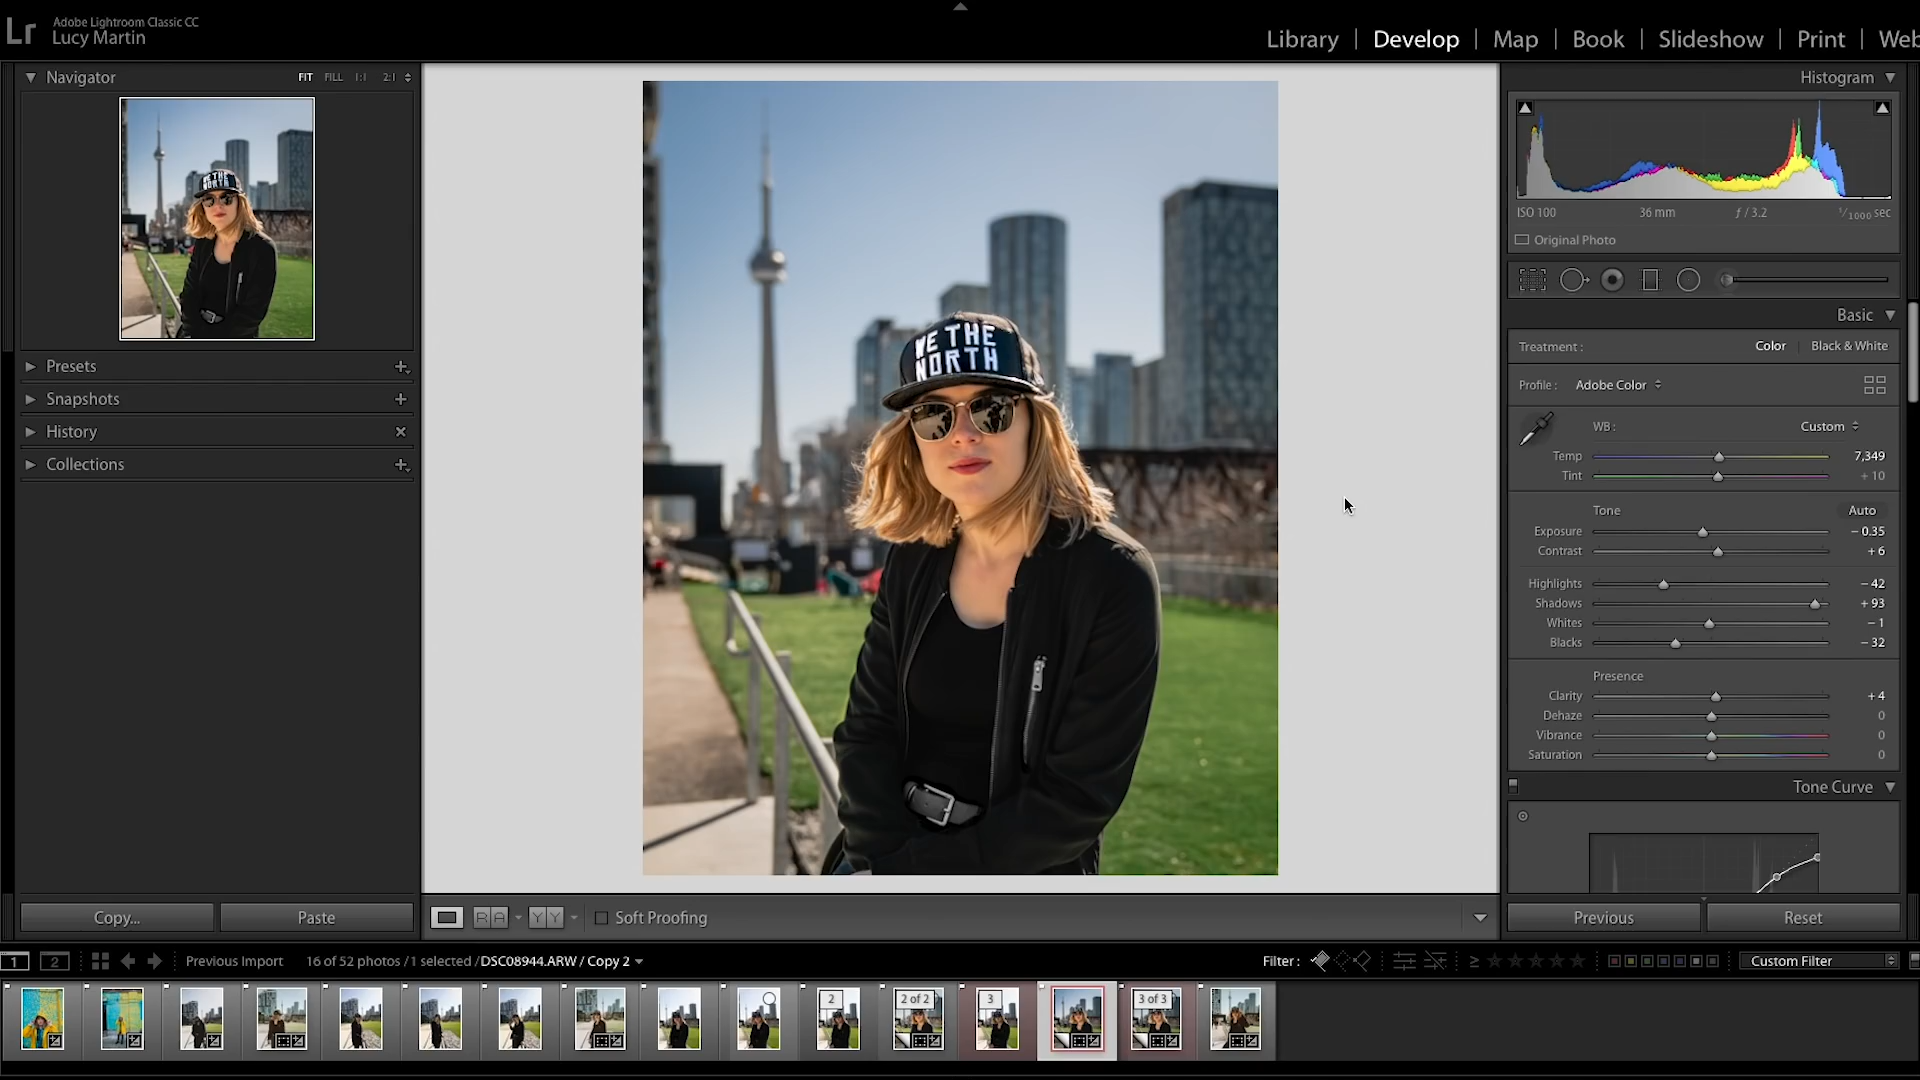 Lr
Adobe Lightroom Classic CC
Lucy Martin
Library | Develop | Map | Book | Slideshow | Print | Web
Navigator FIT FILL 1:1 2:1
Presets
Snapshots
History
Collections
WE THE
NORTH
Histogram
ISO 100 36 mm ƒ / 3.2 1/1000 sec
Original Photo
Basic
Treatment : Color | Black & White
Profile : Adobe Color
WB : Custom
Temp 7,349
Tint + 10
Tone Auto
Exposure − 0.35
Contrast + 6
Highlights − 42
Shadows + 93
Whites − 1
Blacks − 32
Presence
Clarity + 4
Dehaze 0
Vibrance 0
Saturation 0
Tone Curve
Copy... Paste
R A Y Y Soft Proofing
Previous Reset
1 2 Previous Import 16 of 52 photos / 1 selected / DSC08944.ARW / Copy 2
Filter : ≥ Custom Filter
2 2 of 2 3 3 of 3